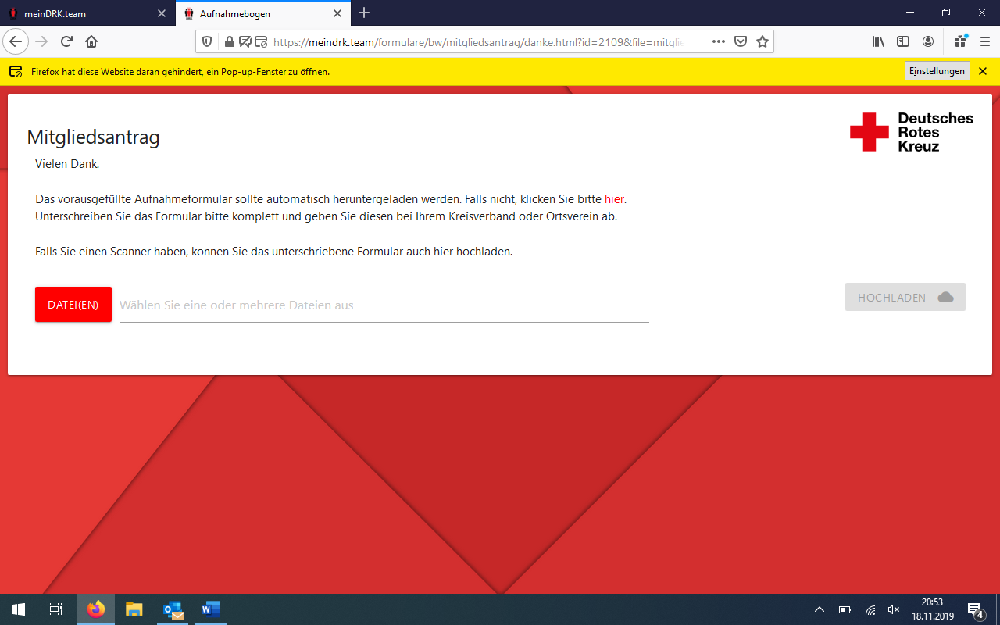 meinDRK.team
Aufnahmebogen
https://meindrk.team/formulare/bw/mitgliedsantrag/danke.html?id=2109&file=mitglie
Firefox hat diese Website daran gehindert, ein Pop-up-Fenster zu öffnen.
Einstellungen
Deutsches
Rotes
Kreuz
Mitgliedsantrag
Vielen Dank.
Das vorausgefüllte Aufnahmeformular sollte automatisch heruntergeladen werden. Falls nicht, klicken Sie bitte hier.
Unterschreiben Sie das Formular bitte komplett und geben Sie diesen bei Ihrem Kreisverband oder Ortsverein ab.
Falls Sie einen Scanner haben, können Sie das unterschriebene Formular auch hier hochladen.
DATEI(EN)
Wählen Sie eine oder mehrere Dateien aus
HOCHLADEN
20:53
18.11.2019
4